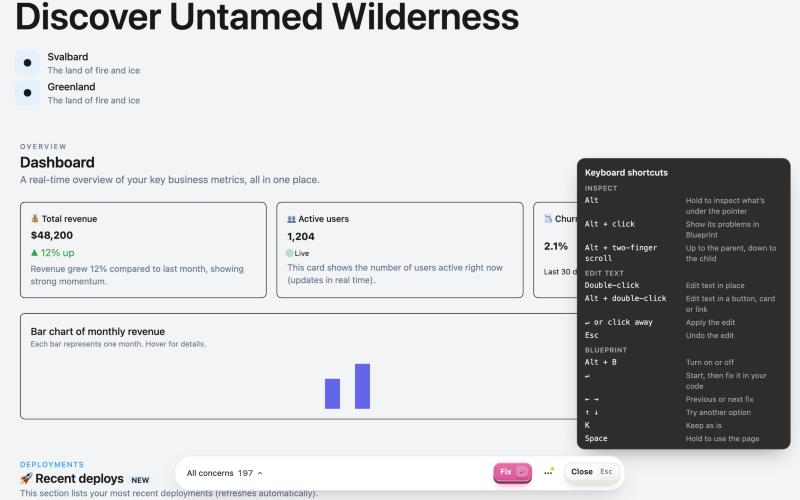 Discover Untamed Wilderness
Svalbard
The land of fire and ice
Greenland
The land of fire and ice
OVERVIEW
Dashboard
A real-time overview of your key business metrics, all in one place.
Total revenue
$48,200
▲ 12% up
Revenue grew 12% compared to last month, showing
strong momentum.
Active users
1,204
Live
This card shows the number of users active right now
(updates in real time).
Churn
2.1%
Last 30 d
Bar chart of monthly revenue
Each bar represents one month. Hover for details.
DEPLOYMENTS
🚀 Recent deploys NEW
This section lists your most recent deployments (refreshes automatically).
Keyboard shortcuts
INSPECT
Alt Hold to inspect what's
under the pointer
Alt + click Show its problems in
Blueprint
Alt + two-finger scroll Up to the parent, down to
the child
EDIT TEXT
Double-click Edit text in place
Alt + double-click Edit text in a button, card
or link
↵ or click away Apply the edit
Esc Undo the edit
BLUEPRINT
Alt + B Turn on or off
↵ Start, then fix it in your
code
← → Previous or next fix
↑ ↓ Try another option
K Keep as is
Space Hold to use the page
All concerns 197
Fix ↵
Close Esc